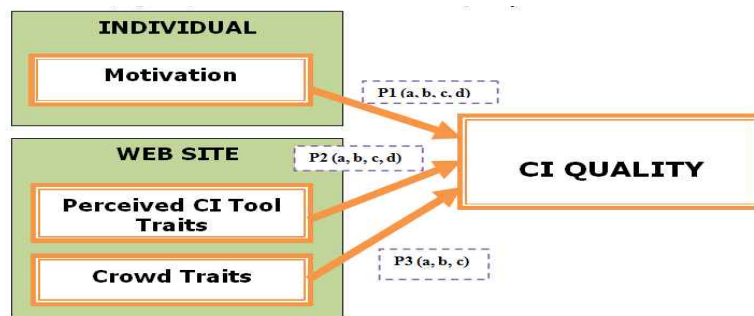 INDIVIDUAL
Motivation
P1 (a, b, c, d)
WEB SITE
P2 (a, b, c, d)
CI QUALITY
Perceived CI Tool
Traits
Crowd Traits
P3 (a, b, c)